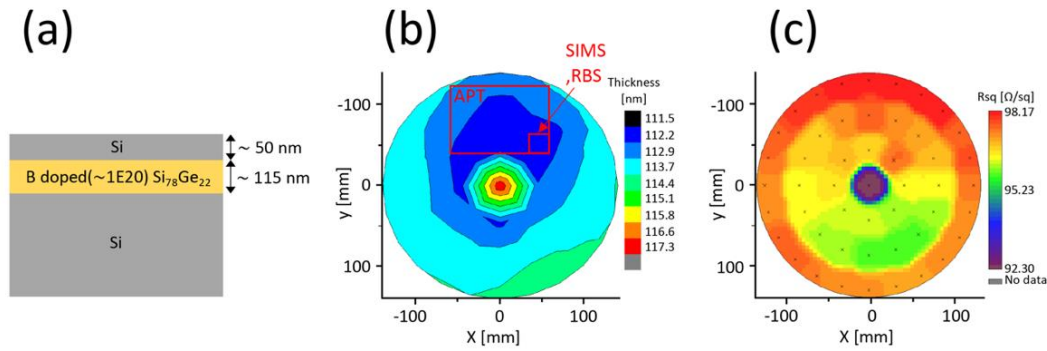 (a)
Si
~ 50 nm
B doped(~1E20) Si₇₈Ge₂₂
~ 115 nm
Si
(b)
SIMS
,RBS
APT
Thickness
[nm]
111.5
112.2
112.9
113.7
114.4
115.1
115.8
116.6
117.3
-100
0
100
y [mm]
-100
0
100
X [mm]
(c)
Rsq [Ω/sq]
98.17
95.23
92.30
No data
-100
0
100
y [mm]
-100
0
100
X [mm]